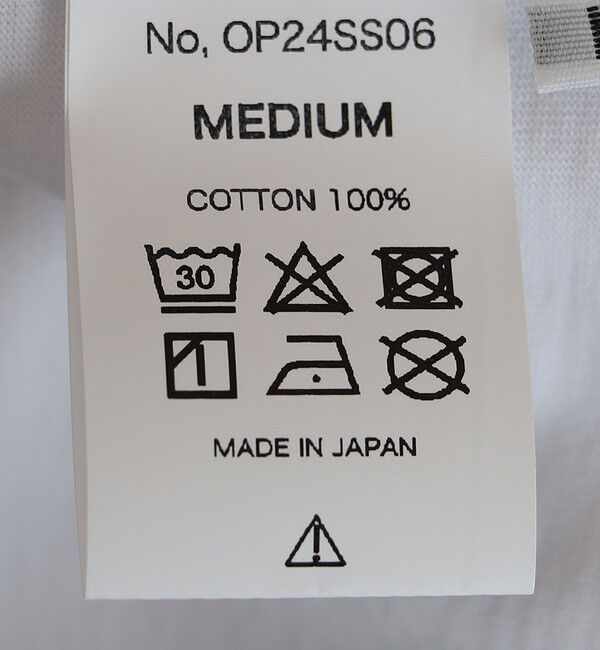 No, OP24SS06
MEDIUM
COTTON 100%
30
MADE IN JAPAN